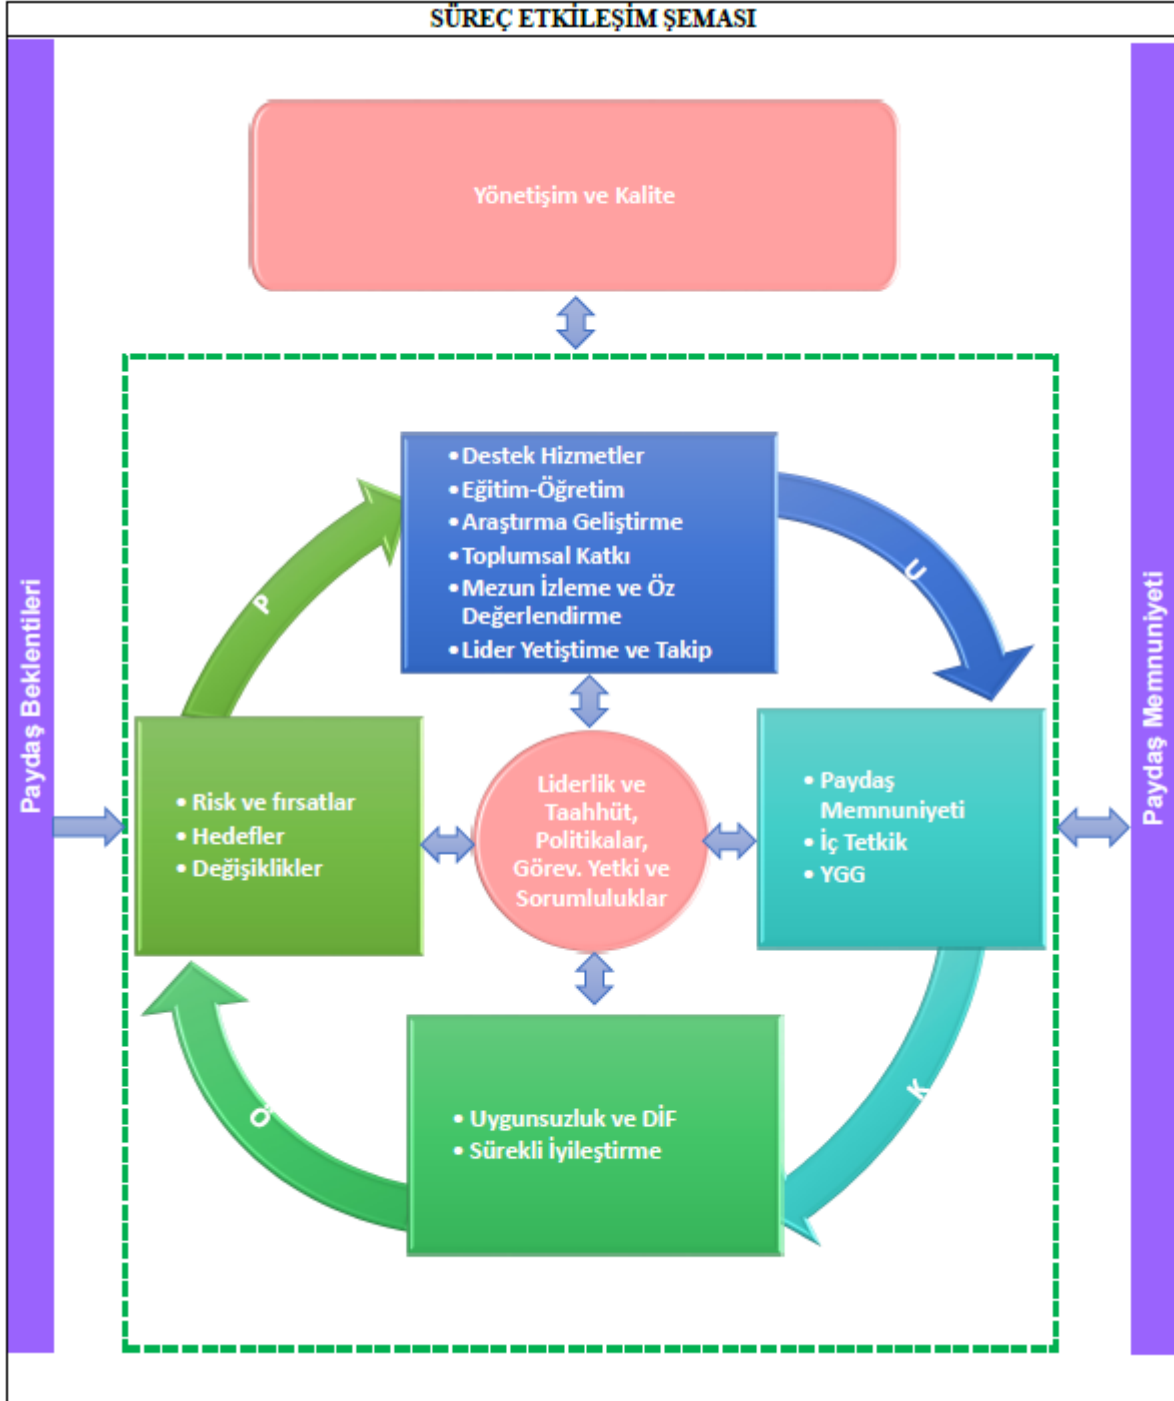 SÜREÇ ETKİLEŞİM ŞEMASI
Yönetişim ve Kalite
Paydaş Beklentileri
Paydaş Memnuniyeti
• Destek Hizmetler
• Eğitim-Öğretim
• Araştırma Geliştirme
• Toplumsal Katkı
• Mezun İzleme ve Öz
Değerlendirme
• Lider Yetiştime ve Takip
P
U
• Risk ve fırsatlar
• Hedefler
• Değişiklikler
Liderlik ve
Taahhüt,
Politikalar,
Görev. Yetki ve
Sorumluluklar
• Paydaş
Memnuniyeti
• İç Tetkik
• YGG
Ö
K
• Uygunsuzluk ve DİF
• Sürekli İyileştirme